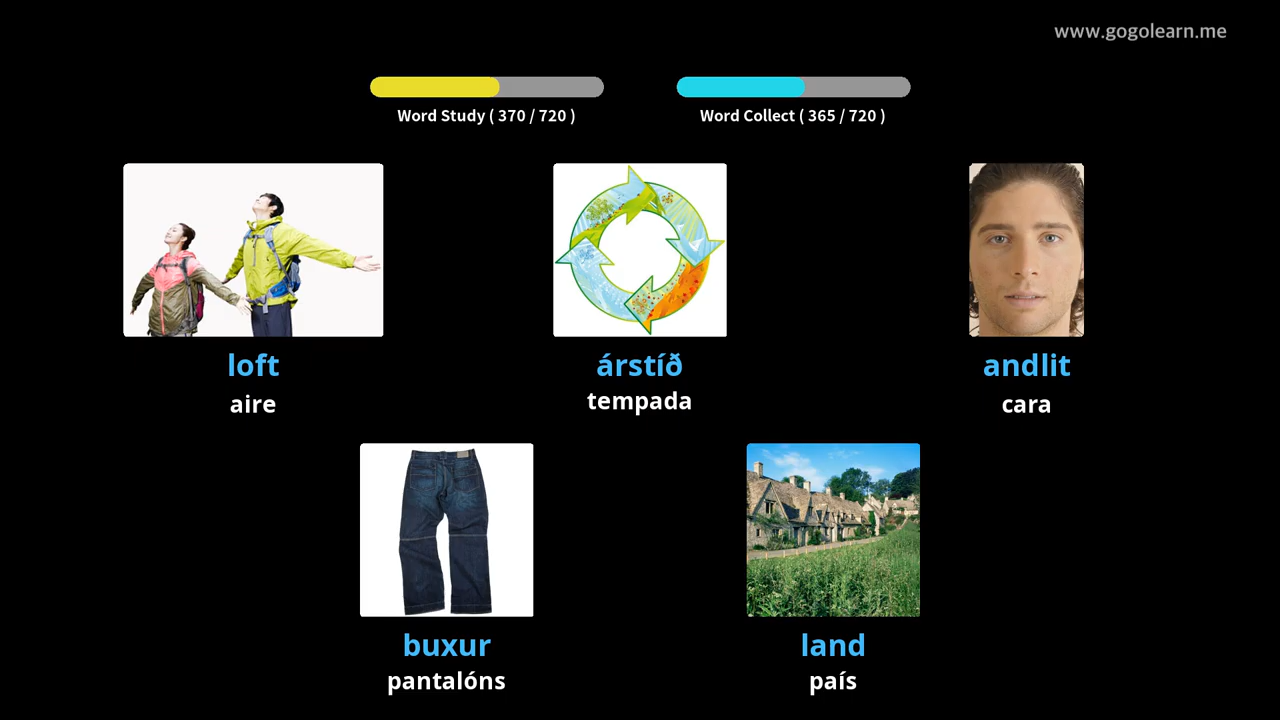 www.gogolearn.me
Word Study ( 370 / 720 )
Word Collect ( 365 / 720 )
loft
aire
árstíð
tempada
andlit
cara
buxur
pantalóns
land
país